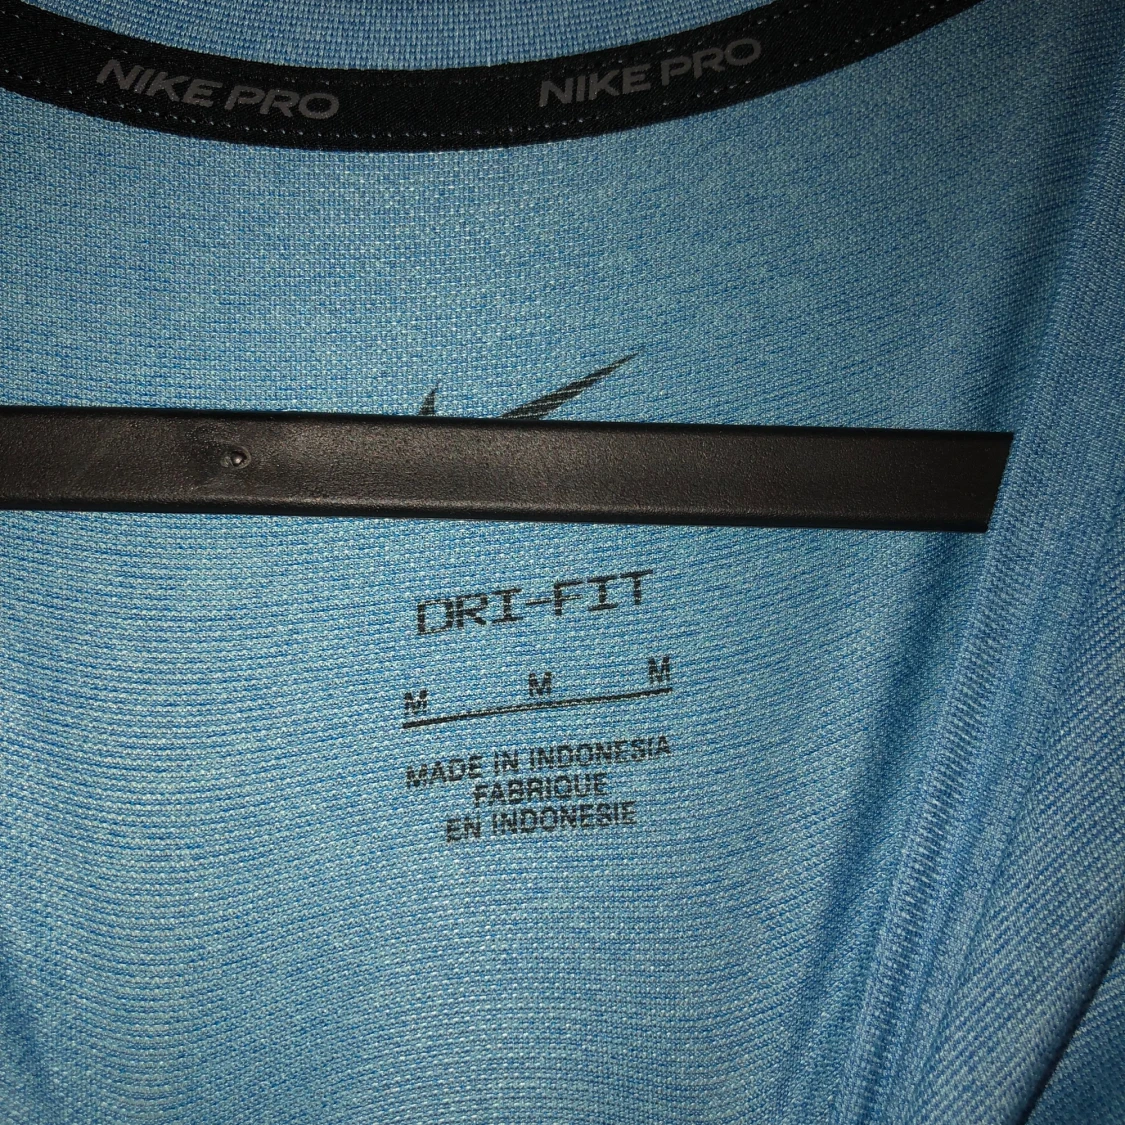 NIKE PRO NIKE PRO
DRI-FIT
M M M
MADE IN INDONESIA
FABRIQUE
EN INDONESIE